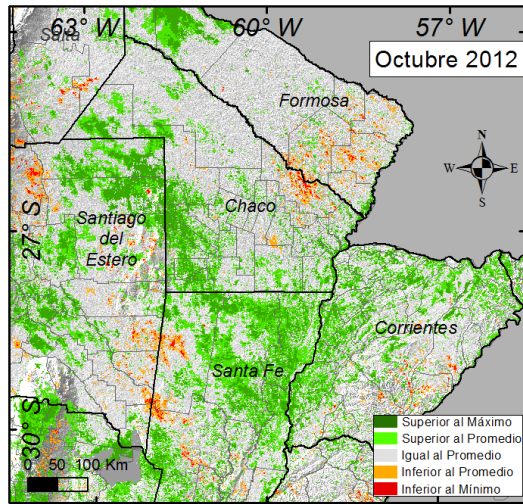 63° W
60° W
57° W
Salta
Octubre 2012
Formosa
N
W
E
S
Chaco
27° S
Santiago
del
Estero
Corrientes
Santa Fe
30° S
Superior al Máximo
Superior al Promedio
Igual al Promedio
Inferior al Promedio
Inferior al Mínimo
0 50 100 Km